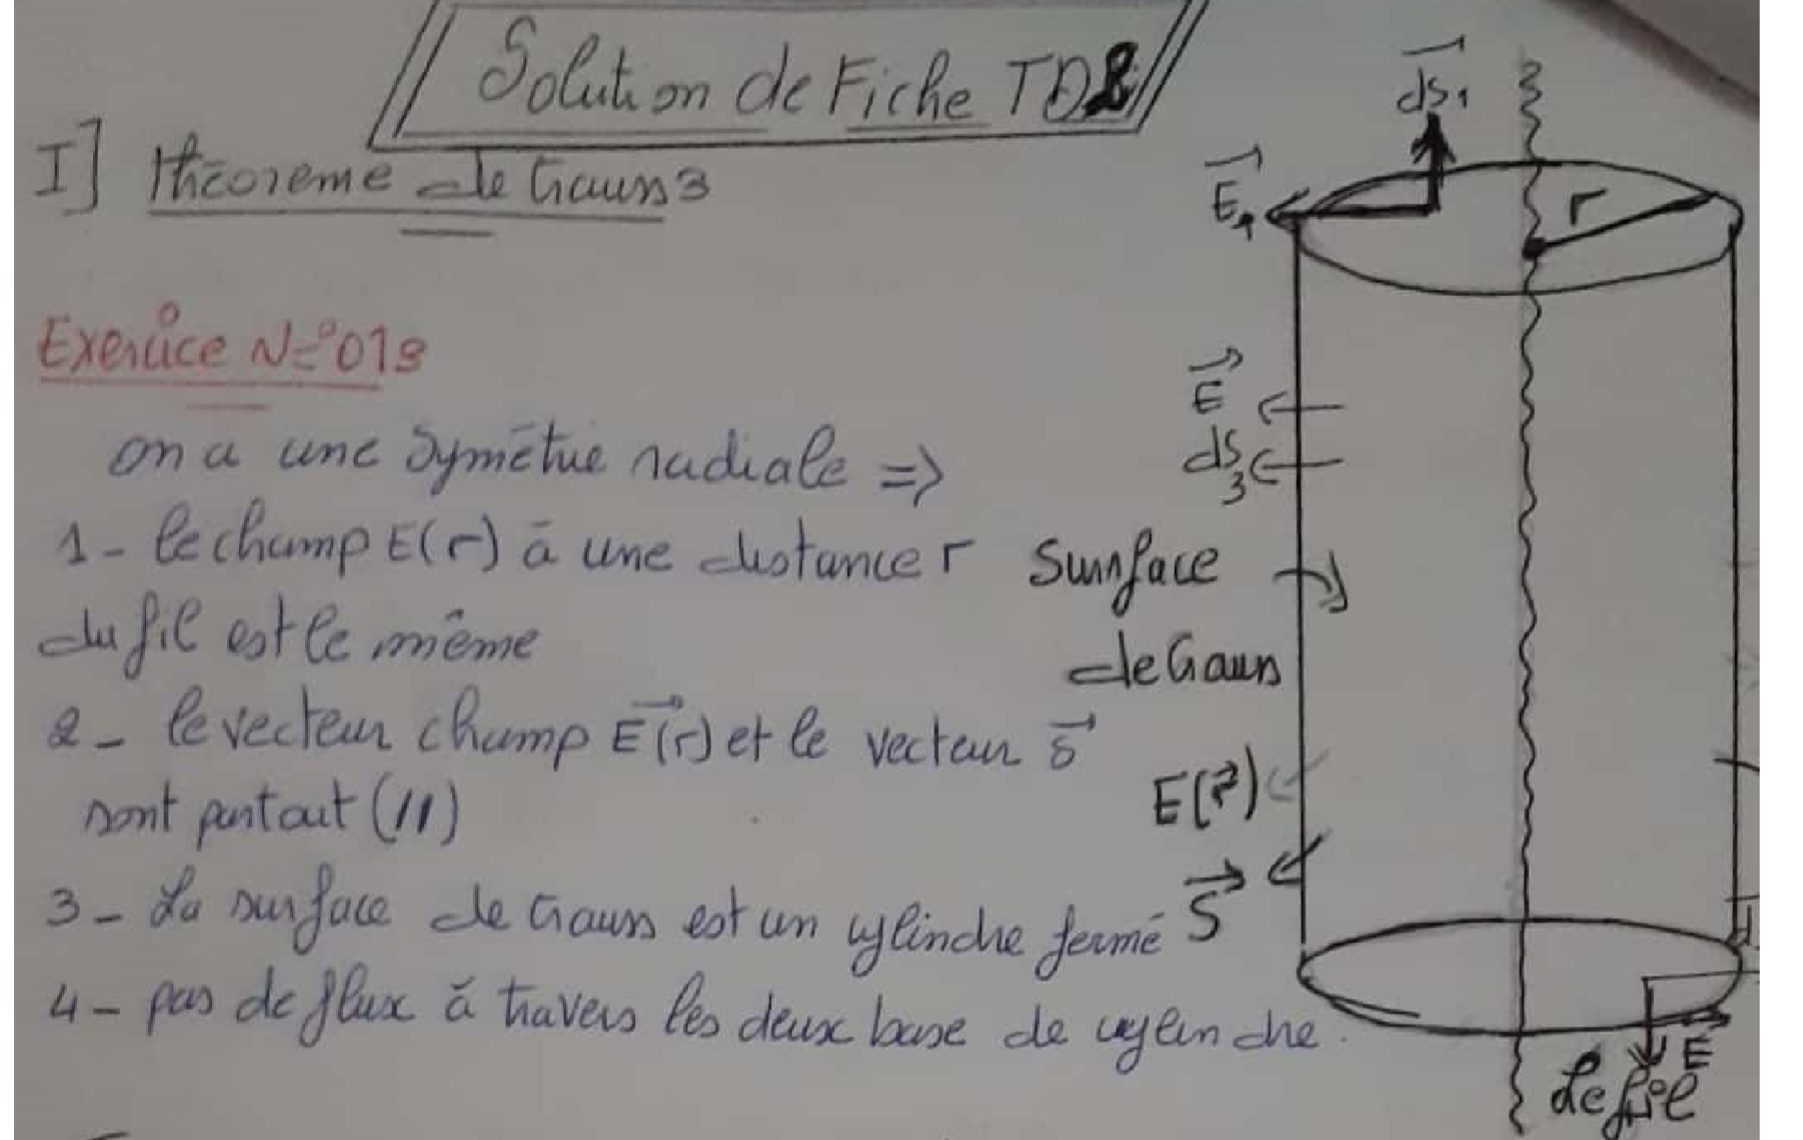 Solution de Fiche TD2
I] Théoreme de Gauss :
Exercice N=°01 :
on a une symétrie radiale =>
1 - le champ E(r) à une distance r
du fil est le même
2 - le vecteur champ E(r) et le vecteur S
sont partout (//)
3 - La surface de Gauss est un cylindre fermé
4 - pas de flux à travers les deux base de cylindre.
ds1
E1
r
E
ds3
Surface
de Gauss
E(r)
S
E
Le fil